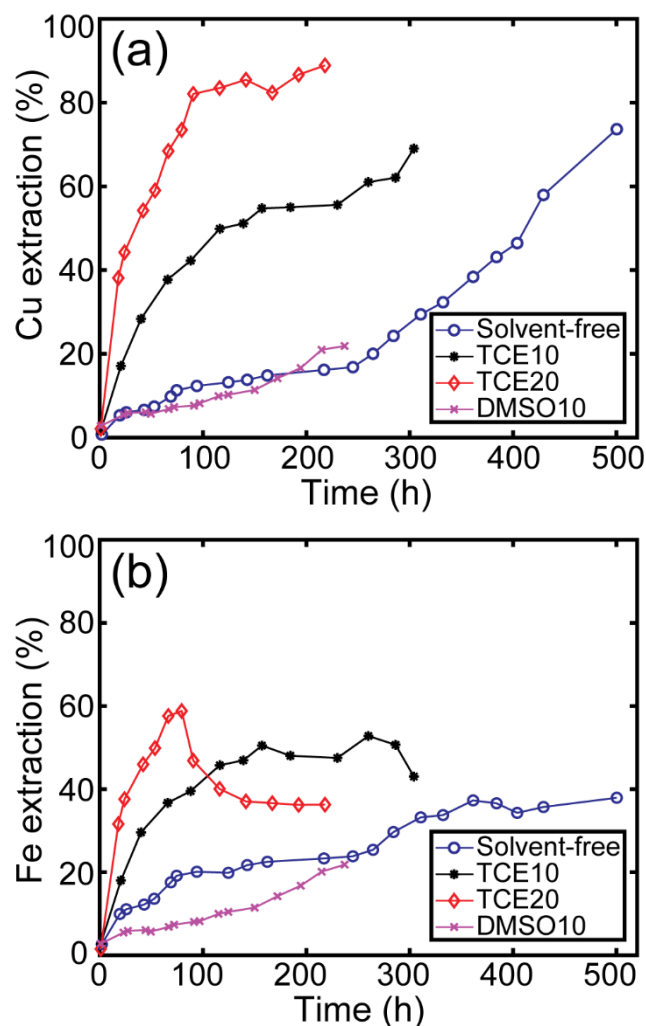 (a)
Cu extraction (%)
100
80
60
40
20
0
0 100 200 300 400 500
Time (h)
Solvent-free
TCE10
TCE20
DMSO10
(b)
Fe extraction (%)
100
80
60
40
20
0
0 100 200 300 400 500
Time (h)
Solvent-free
TCE10
TCE20
DMSO10